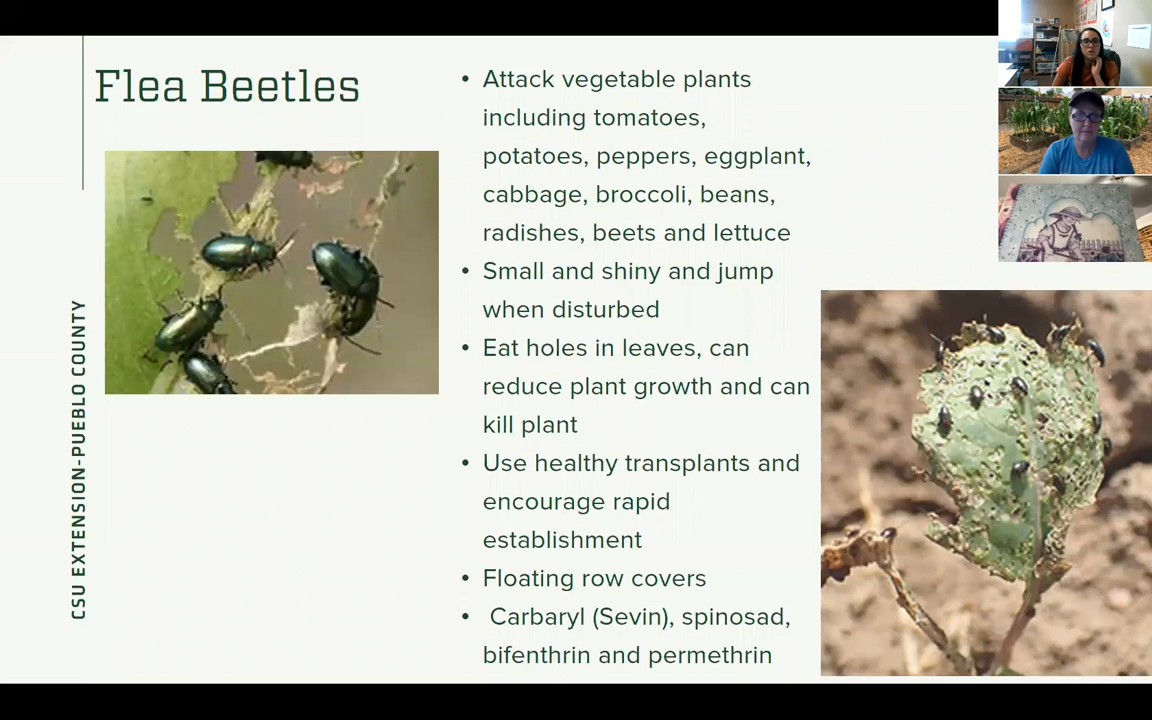 Flea Beetles
CSU EXTENSION-PUEBLO COUNTY
• Attack vegetable plants
including tomatoes,
potatoes, peppers, eggplant,
cabbage, broccoli, beans,
radishes, beets and lettuce
• Small and shiny and jump
when disturbed
• Eat holes in leaves, can
reduce plant growth and can
kill plant
• Use healthy transplants and
encourage rapid
establishment
• Floating row covers
• Carbaryl (Sevin), spinosad,
bifenthrin and permethrin